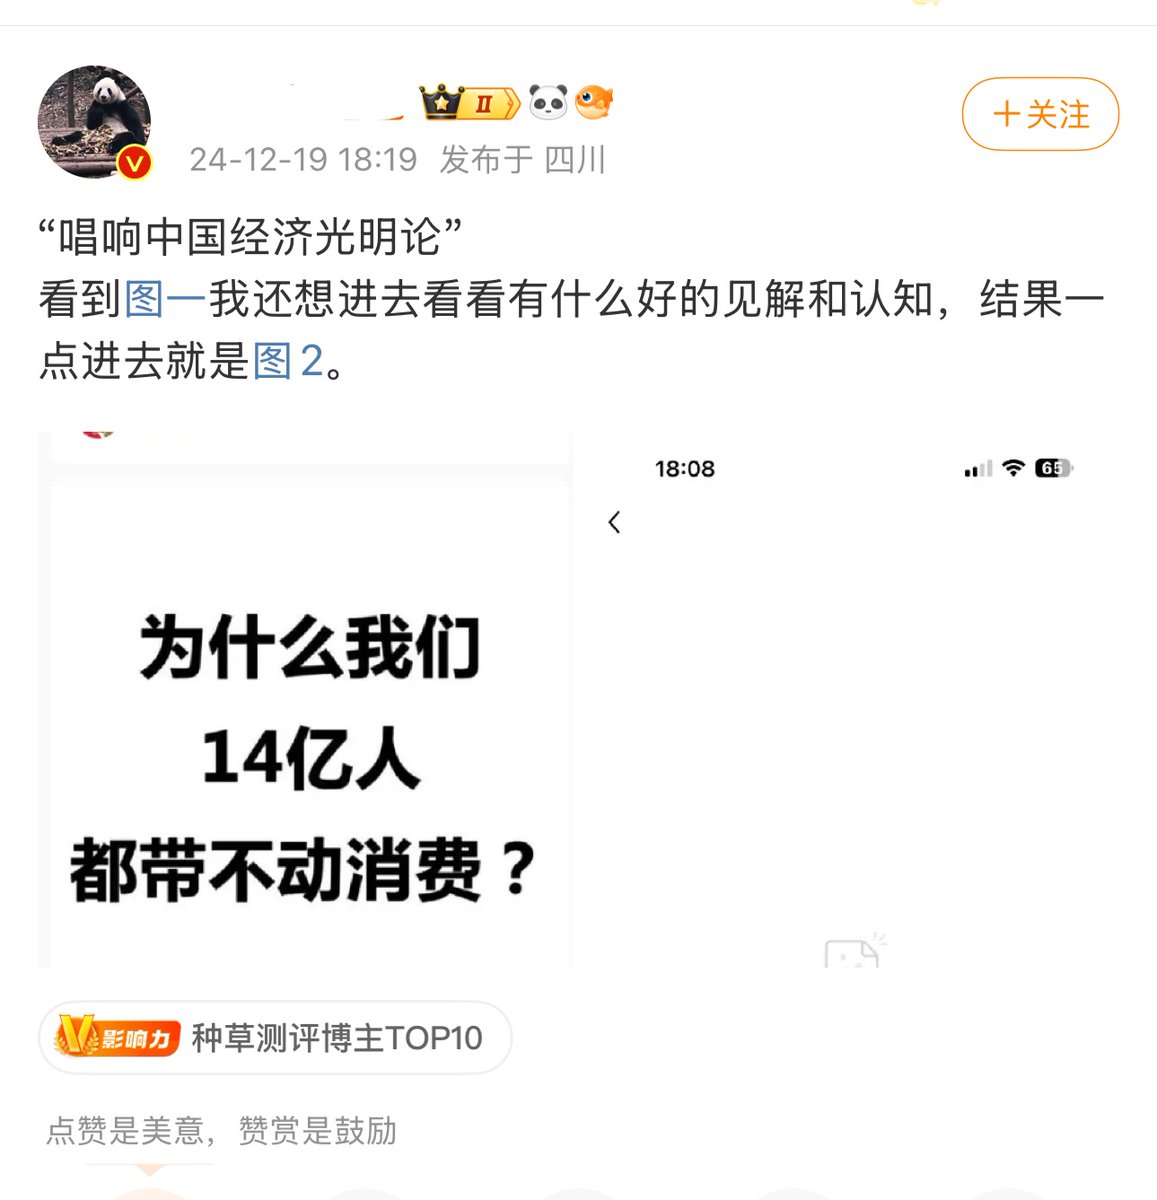 II
V
+关注
24-12-19 18:19 发布于 四川
“唱响中国经济光明论”
看到图一我还想进去看看有什么好的见解和认知，结果一
点进去就是图2。
为什么我们
14亿人
都带不动消费？
18:08
65
V影响力 种草测评博主TOP10
点赞是美意，赞赏是鼓励